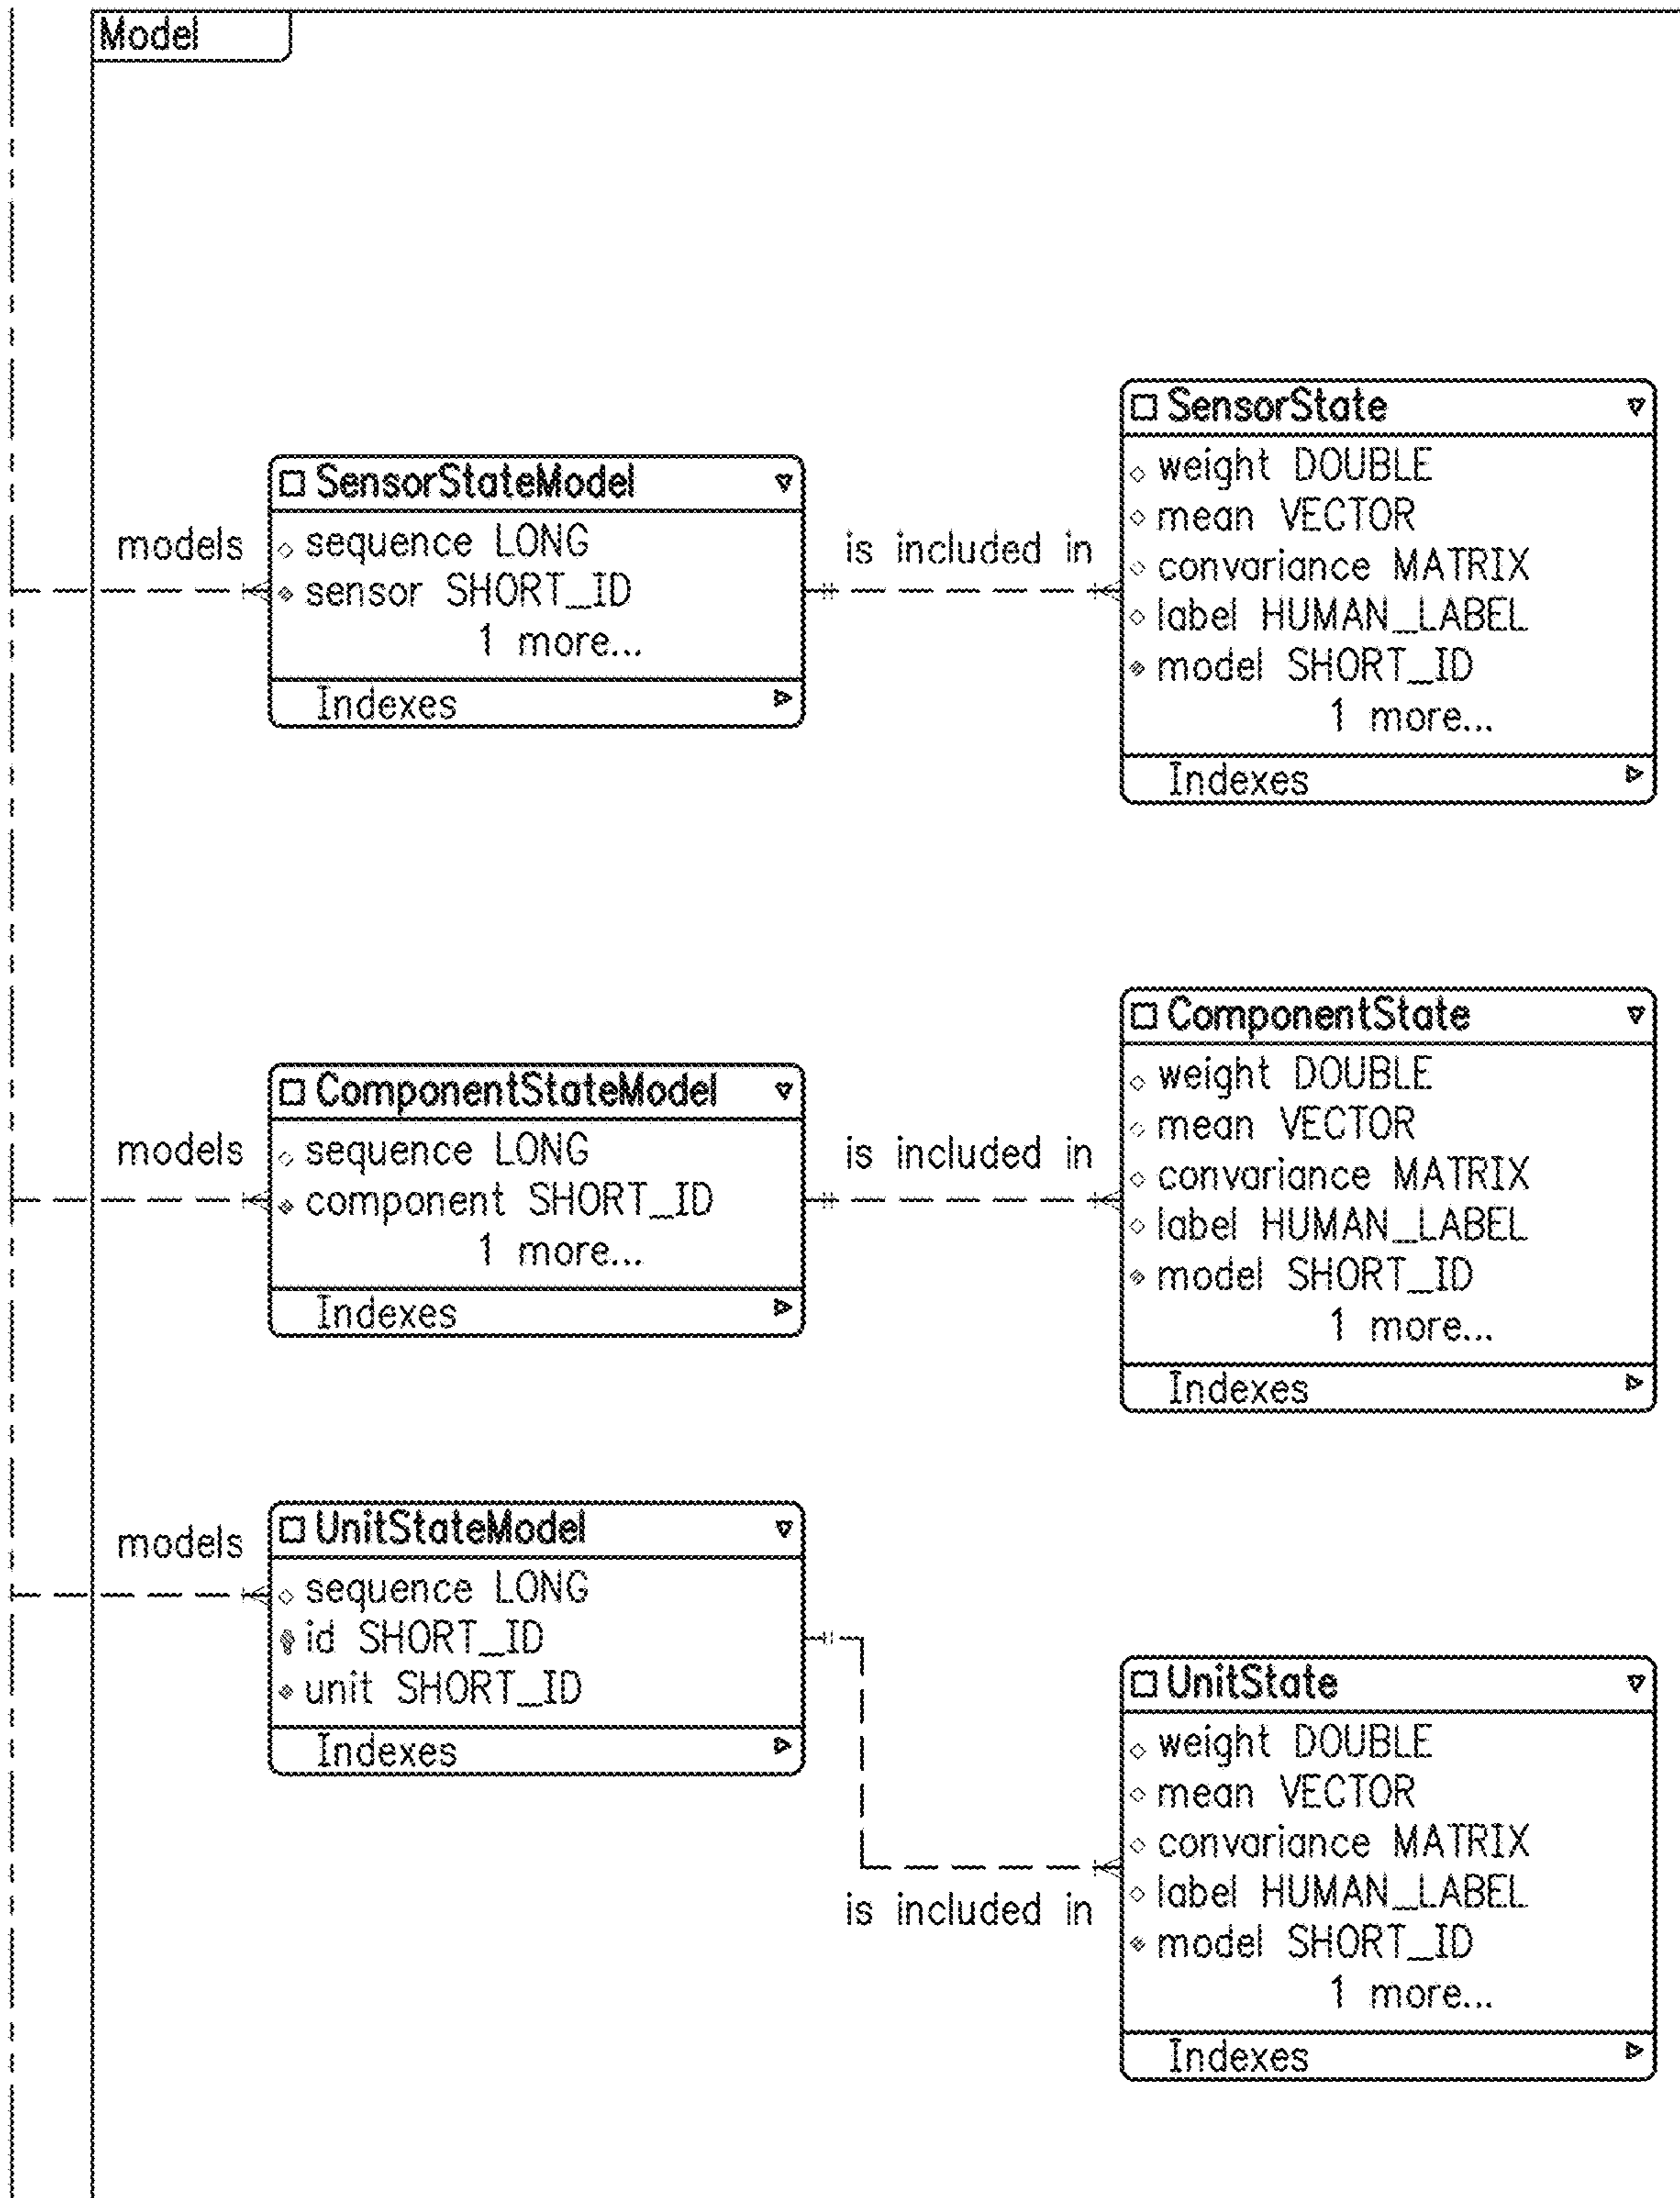 Model
SensorState
weight DOUBLE
mean VECTOR
convariance MATRIX
label HUMAN_LABEL
model SHORT_ID
1 more...
Indexes
SensorStateModel
models
sequence LONG
sensor SHORT_ID
1 more...
Indexes
is included in
ComponentState
weight DOUBLE
mean VECTOR
convariance MATRIX
label HUMAN_LABEL
model SHORT_ID
1 more...
Indexes
ComponentStateModel
models
sequence LONG
component SHORT_ID
1 more...
Indexes
is included in
UnitStateModel
models
sequence LONG
id SHORT_ID
unit SHORT_ID
Indexes
is included in
UnitState
weight DOUBLE
mean VECTOR
convariance MATRIX
label HUMAN_LABEL
model SHORT_ID
1 more...
Indexes